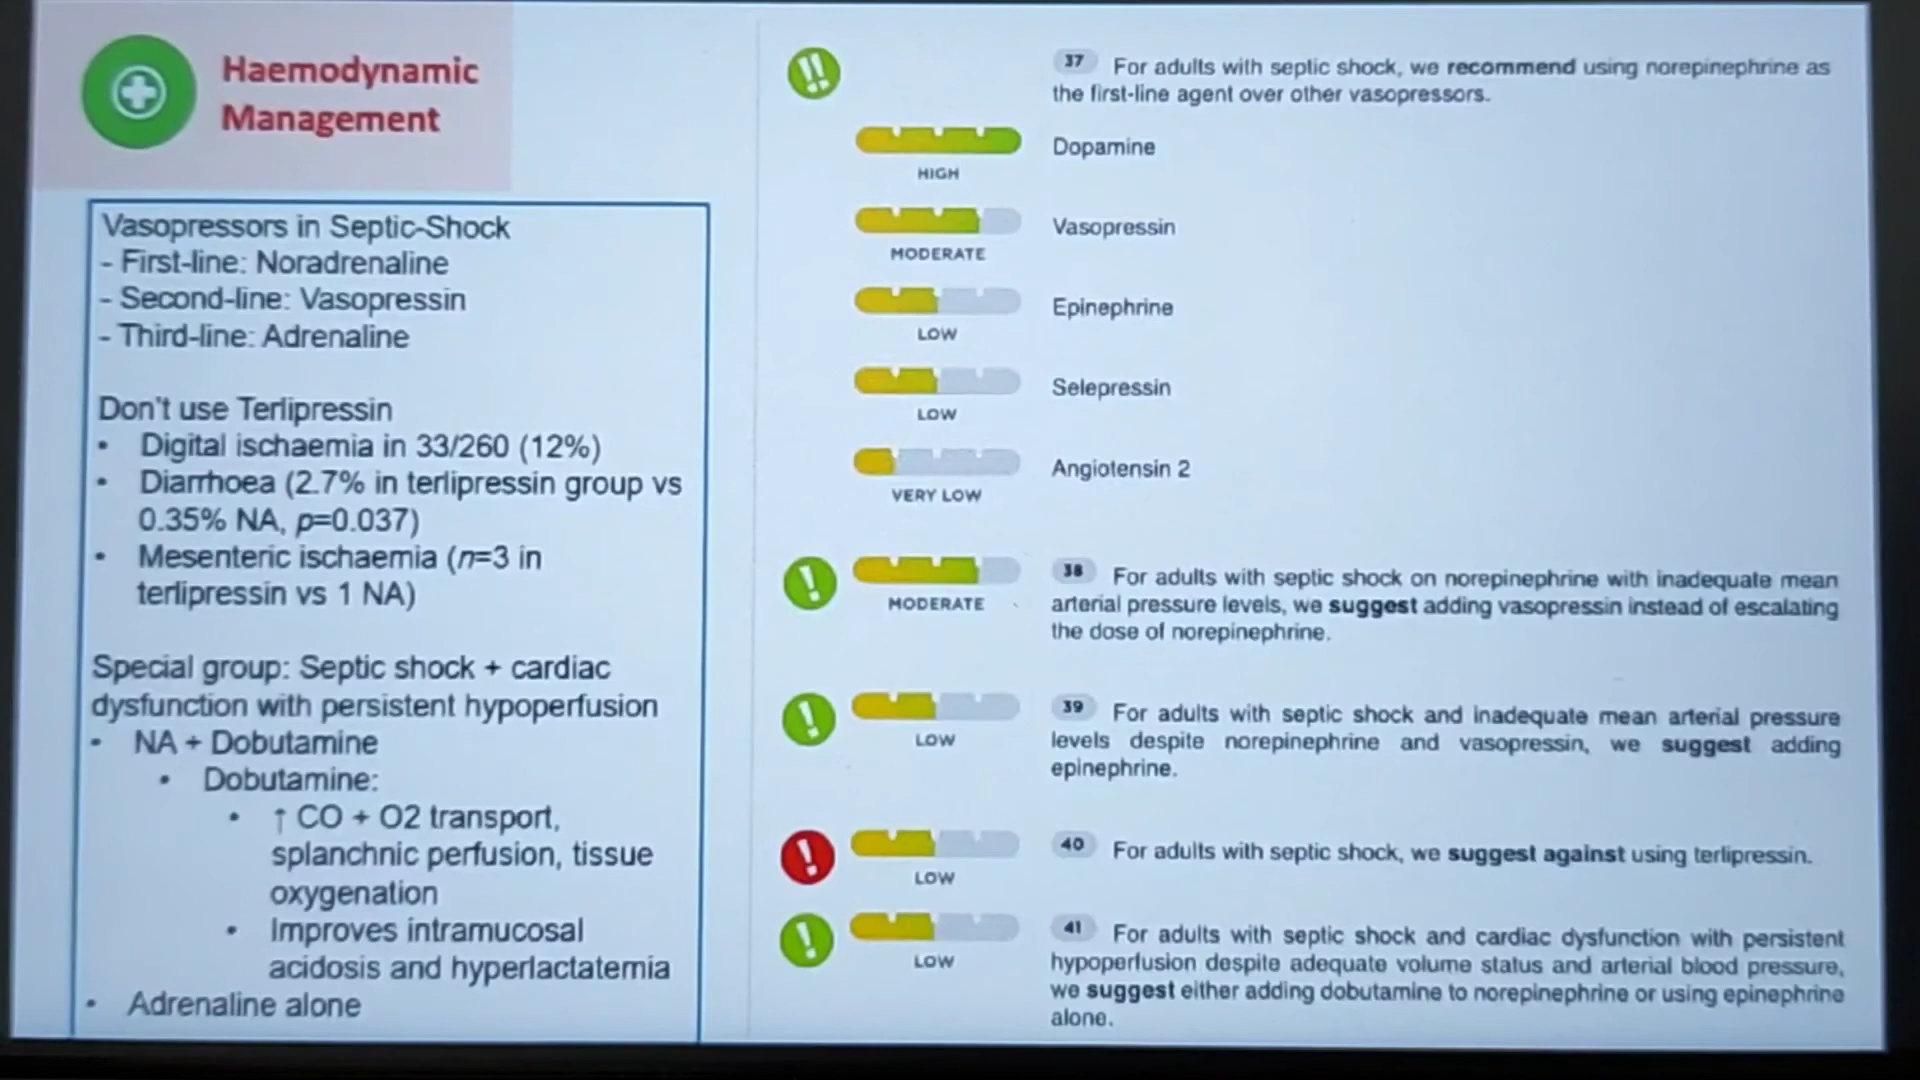 Haemodynamic
Management
Vasopressors in Septic-Shock
- First-line: Noradrenaline
- Second-line: Vasopressin
- Third-line: Adrenaline
Don't use Terlipressin
• Digital ischaemia in 33/260 (12%)
• Diarrhoea (2.7% in terlipressin group vs
0.35% NA, p=0.037)
• Mesenteric ischaemia (n=3 in
terlipressin vs 1 NA)
Special group: Septic shock + cardiac
dysfunction with persistent hypoperfusion
• NA + Dobutamine
• Dobutamine:
• ↑ CO + O2 transport,
splanchnic perfusion, tissue
oxygenation
• Improves intramucosal
acidosis and hyperlactatemia
• Adrenaline alone
37 For adults with septic shock, we recommend using norepinephrine as
the first-line agent over other vasopressors.
Dopamine
HIGH
Vasopressin
MODERATE
Epinephrine
LOW
Selepressin
LOW
Angiotensin 2
VERY LOW
38 For adults with septic shock on norepinephrine with inadequate mean
arterial pressure levels, we suggest adding vasopressin instead of escalating
the dose of norepinephrine.
MODERATE
39 For adults with septic shock and inadequate mean arterial pressure
levels despite norepinephrine and vasopressin, we suggest adding
epinephrine.
LOW
40 For adults with septic shock, we suggest against using terlipressin.
LOW
41 For adults with septic shock and cardiac dysfunction with persistent
hypoperfusion despite adequate volume status and arterial blood pressure,
we suggest either adding dobutamine to norepinephrine or using epinephrine
alone.
LOW